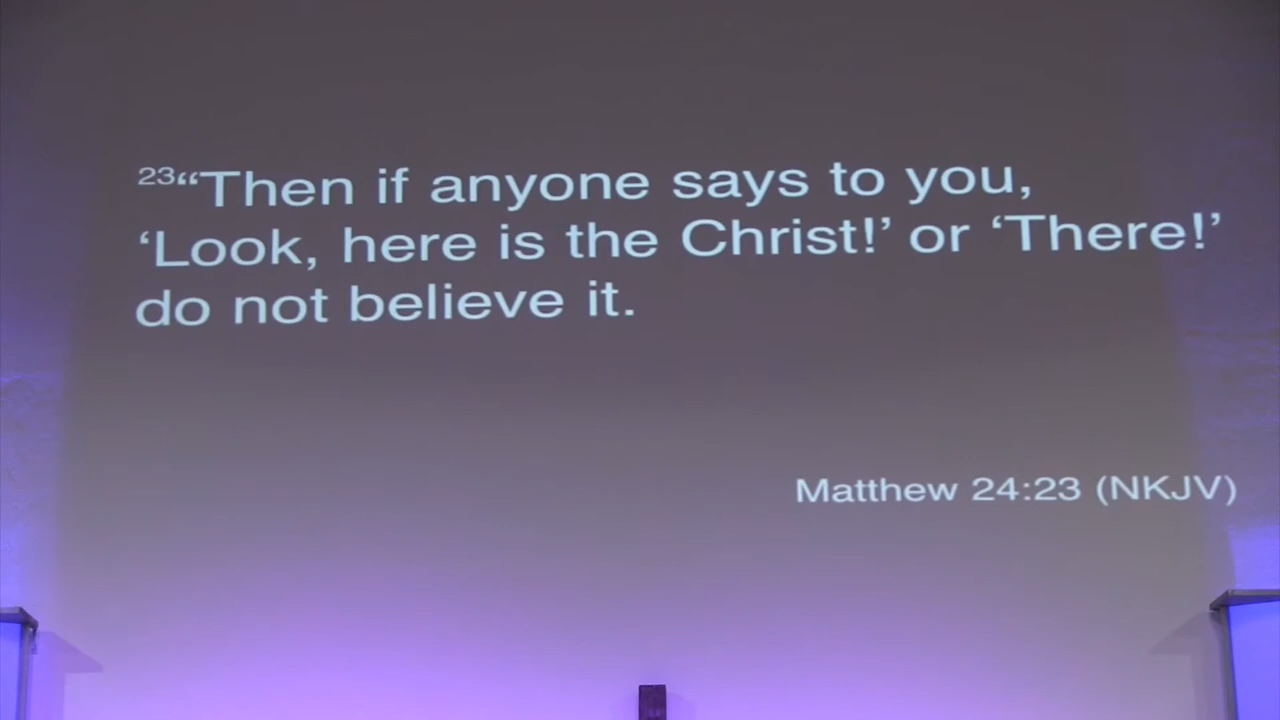 23“Then if anyone says to you,
‘Look, here is the Christ!’ or ‘There!’
do not believe it.
Matthew 24:23 (NKJV)